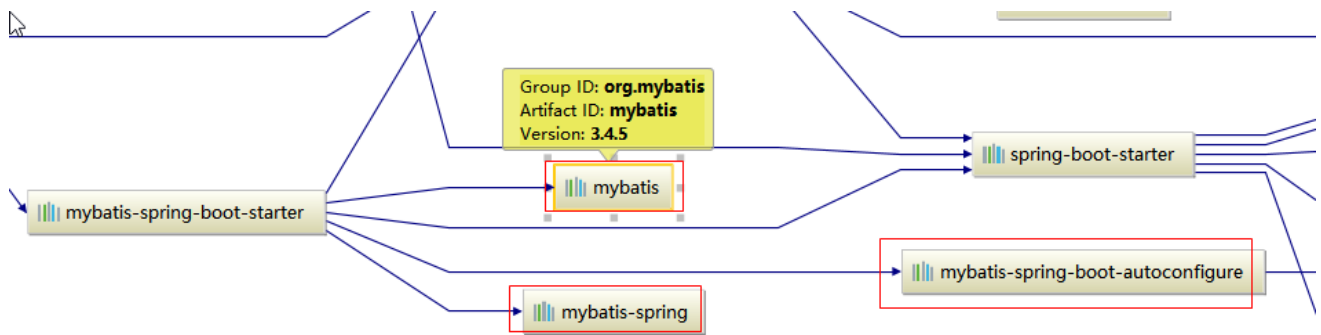 Group ID: org.mybatis
Artifact ID: mybatis
Version: 3.4.5
spring-boot-starter
mybatis
mybatis-spring-boot-starter
mybatis-spring-boot-autoconfigure
mybatis-spring